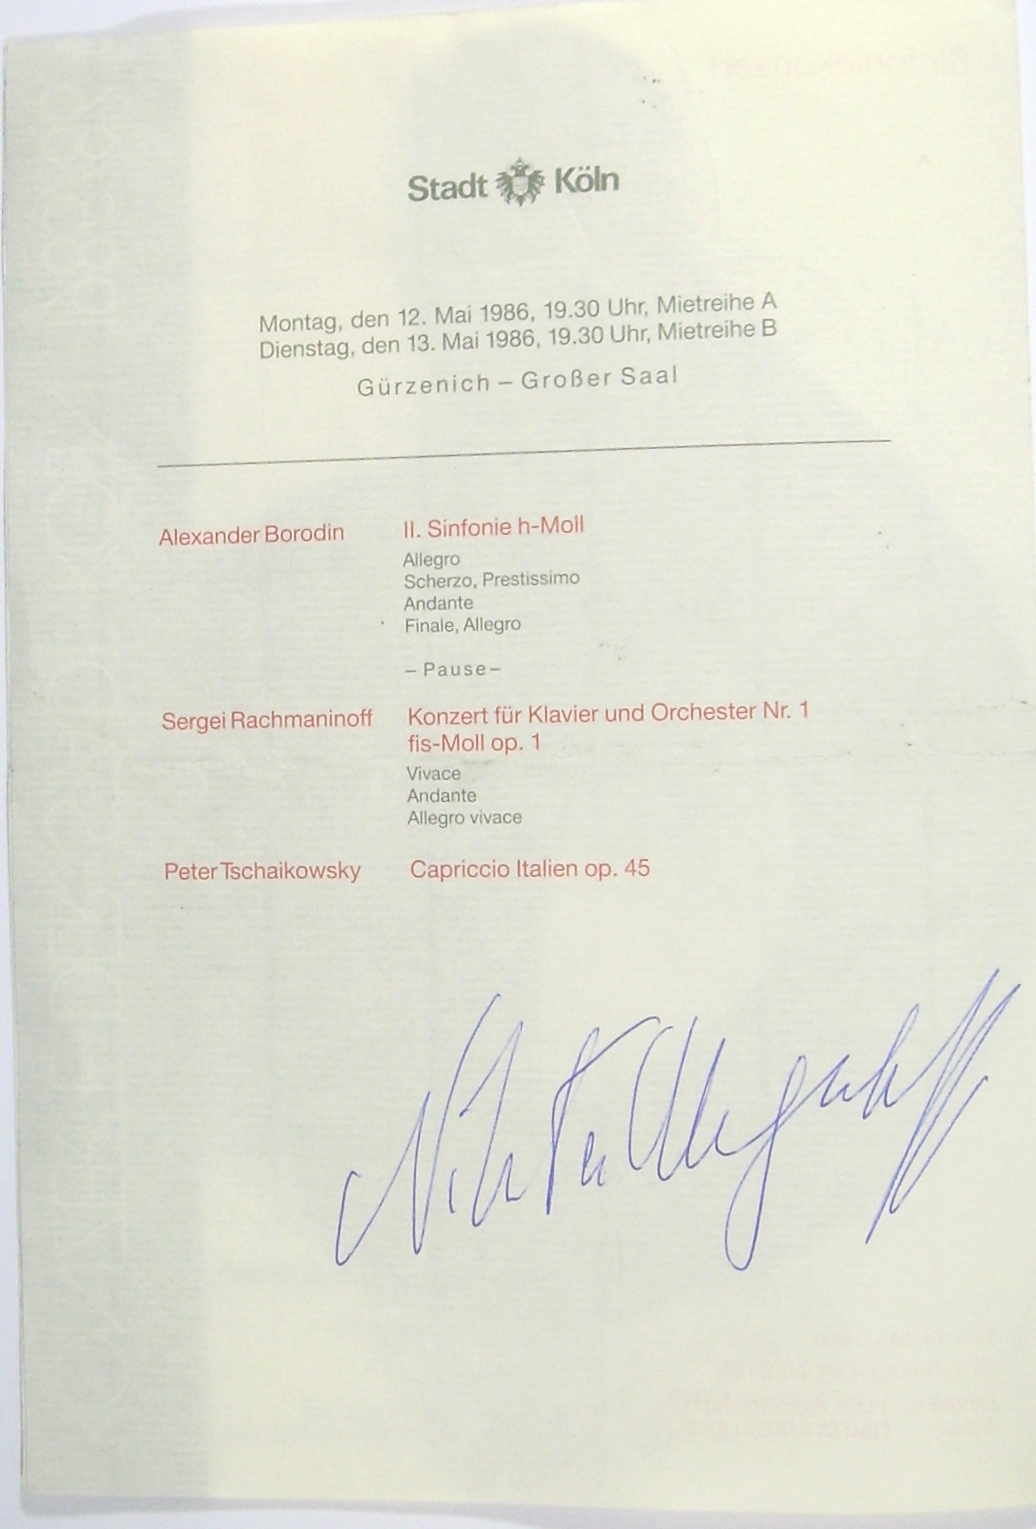 Stadt Köln
Montag, den 12. Mai 1986, 19.30 Uhr, Mietreihe A
Dienstag, den 13. Mai 1986, 19.30 Uhr, Mietreihe B
Gürzenich – Großer Saal
Alexander Borodin II. Sinfonie h-Moll
Allegro
Scherzo, Prestissimo
Andante
Finale, Allegro
– Pause –
Sergei Rachmaninoff Konzert für Klavier und Orchester Nr. 1
fis-Moll op. 1
Vivace
Andante
Allegro vivace
Peter Tschaikowsky Capriccio Italien op. 45